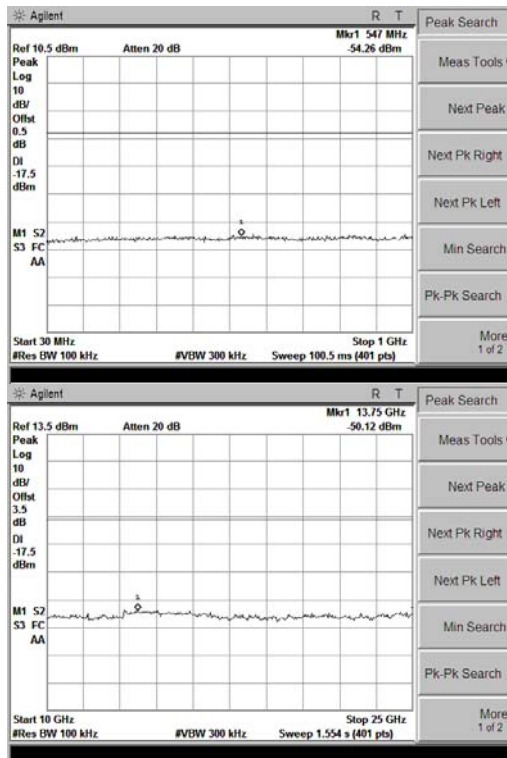 Agilent R T
Mkr1 547 MHz
Ref 10.5 dBm Atten 20 dB -54.26 dBm
Peak
Log
10
dB/
Offst
0.5
dB
DI
-17.5
dBm
1
M1 S2
S3 FC
AA
Start 30 MHz Stop 1 GHz
#Res BW 100 kHz #VBW 300 kHz Sweep 100.5 ms (401 pts)
Peak Search
Meas Tools
Next Peak
Next Pk Right
Next Pk Left
Min Search
Pk-Pk Search
More
1 of 2
Agilent R T
Mkr1 13.75 GHz
Ref 13.5 dBm Atten 20 dB -50.12 dBm
Peak
Log
10
dB/
Offst
3.5
dB
DI
-17.5
dBm
1
M1 S2
S3 FC
AA
Start 10 GHz Stop 25 GHz
#Res BW 100 kHz #VBW 300 kHz Sweep 1.554 s (401 pts)
Peak Search
Meas Tools
Next Peak
Next Pk Right
Next Pk Left
Min Search
Pk-Pk Search
More
1 of 2